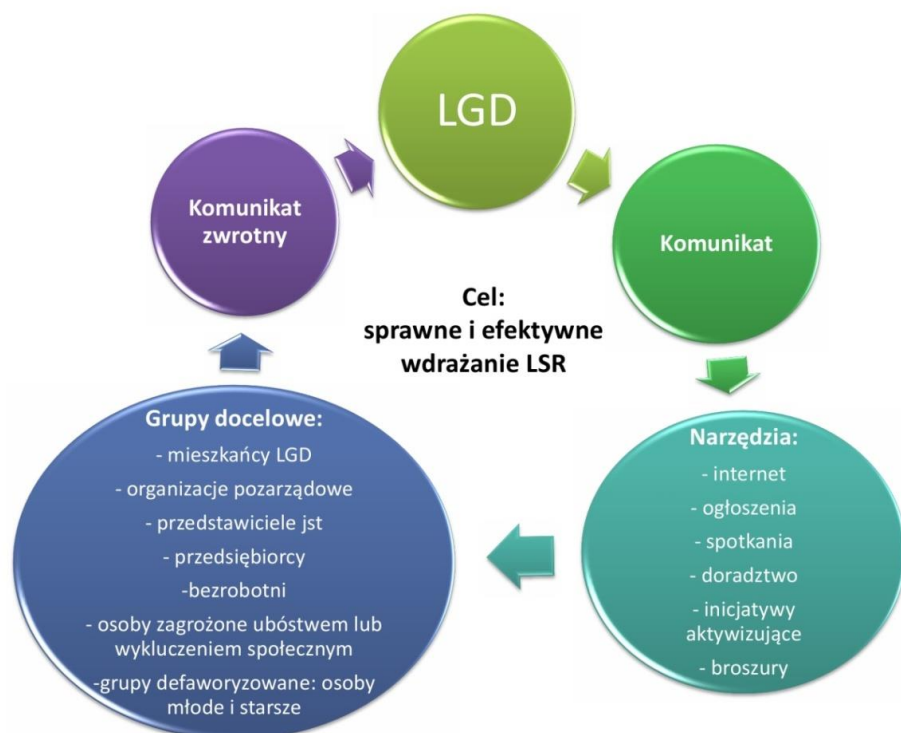 LGD
Komunikat
zwrotny
Komunikat
Cel:
sprawne i efektywne
wdrażanie LSR
Grupy docelowe:
- mieszkańcy LGD
- organizacje pozarządowe
- przedstawiciele jst
- przedsiębiorcy
-bezrobotni
- osoby zagrożone ubóstwem lub
wykluczeniem społecznym
-grupy defaworyzowane: osoby
młode i starsze
Narzędzia:
- internet
- ogłoszenia
- spotkania
- doradztwo
- inicjatywy
aktywizujące
- broszury